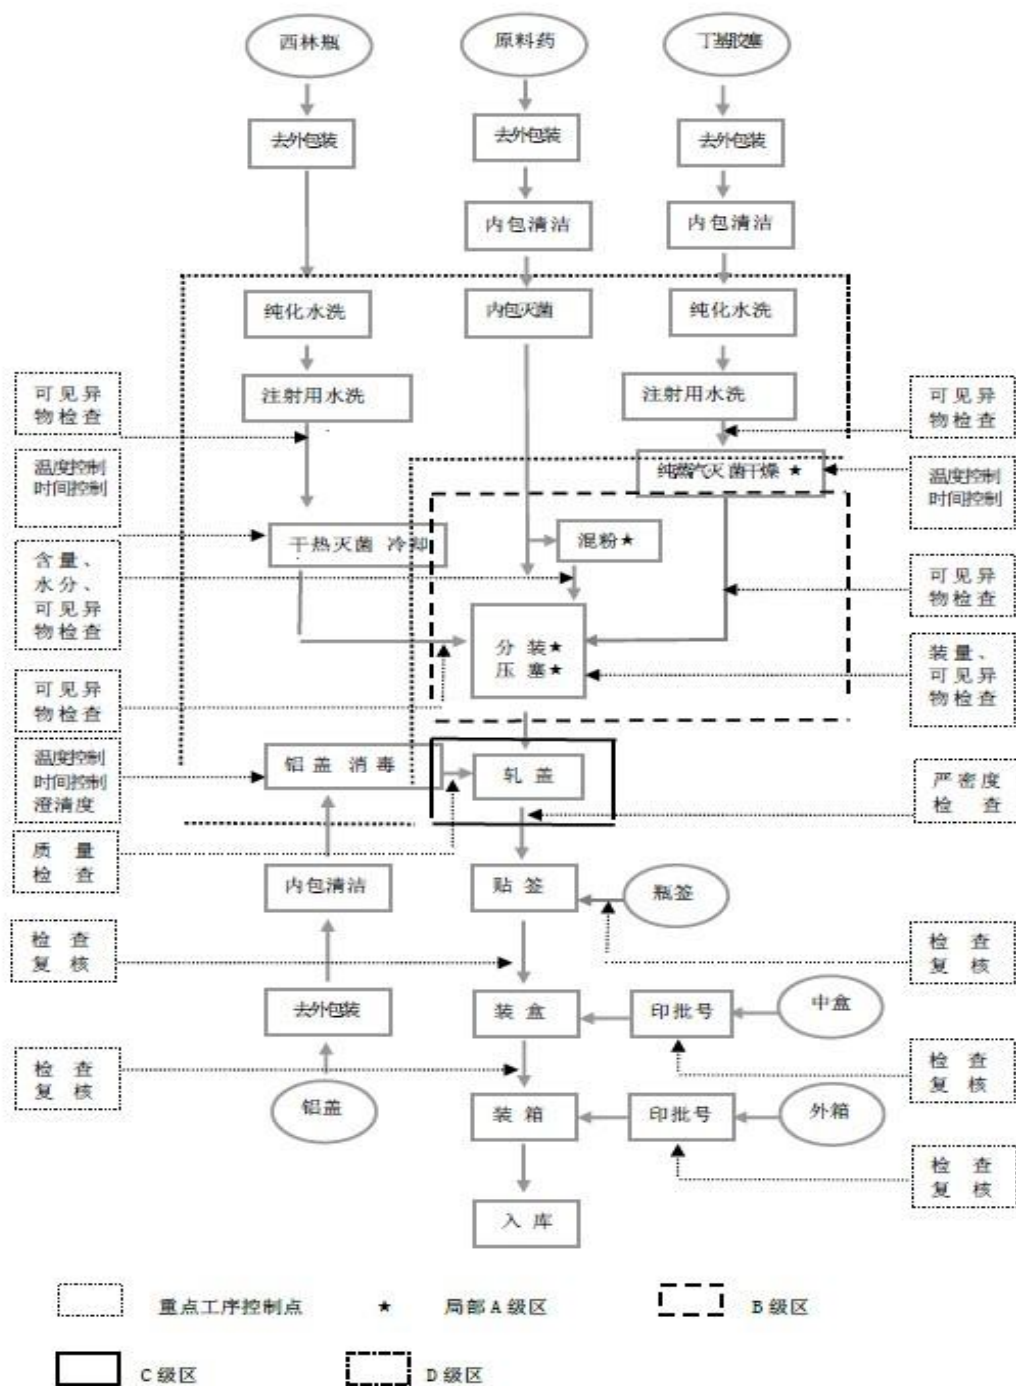 西林瓶
原料药
丁基胶塞
去外包装
去外包装
去外包装
内包清洁
内包清洁
纯化水洗
内包灭菌
纯化水洗
可见异
物检查
注射用水洗
注射用水洗
可见异
物检查
温度控制
时间控制
纯蒸汽灭菌干燥★
温度控制
时间控制
干热灭菌 冷却
混粉★
含量、
水分、
可见异
物检查
可见异
物检查
分装★
压塞★
装量、
可见异
物检查
可见异
物检查
温度控制
时间控制
澄清度
铝盖 消毒
轧盖
严密度
检 查
质 量
检 查
内包清洁
贴签
瓶签
检 查
复 核
检 查
复 核
去外包装
装盒
印批号
中盒
检 查
复 核
检 查
复 核
铝盖
装箱
印批号
外箱
检 查
复 核
入库
重点工序控制点
★ 局部A级区
B级区
C级区
D级区